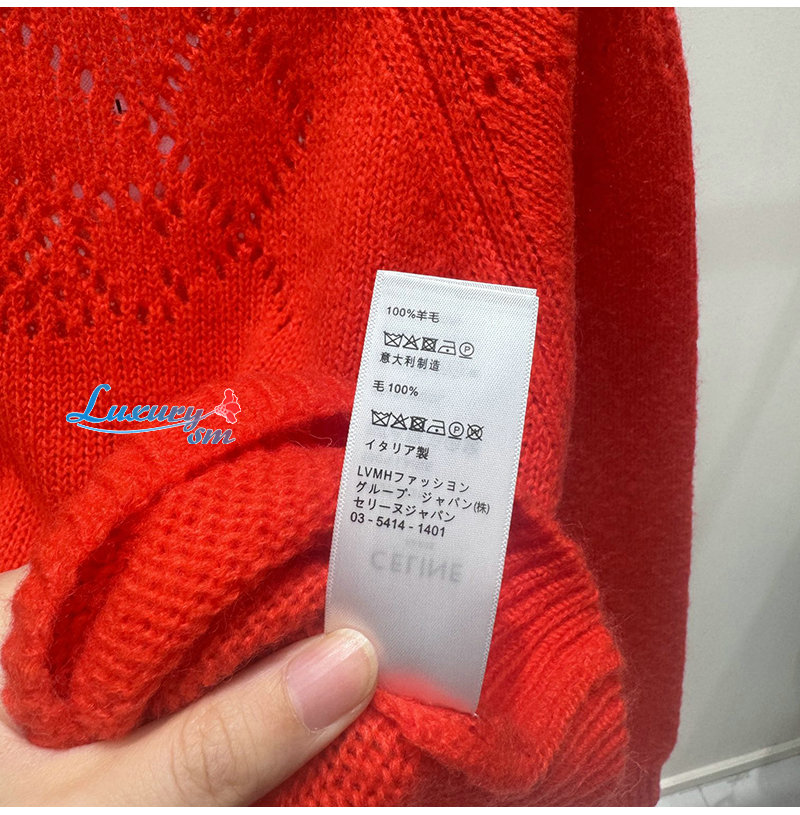 100%羊毛
P
意大利制造
毛 100%
P
イタリア製
LVMHファッション
グループ・ジャパン(株)
セリーヌジャパン
03-5414-1401
CELINE
Luxury
sm